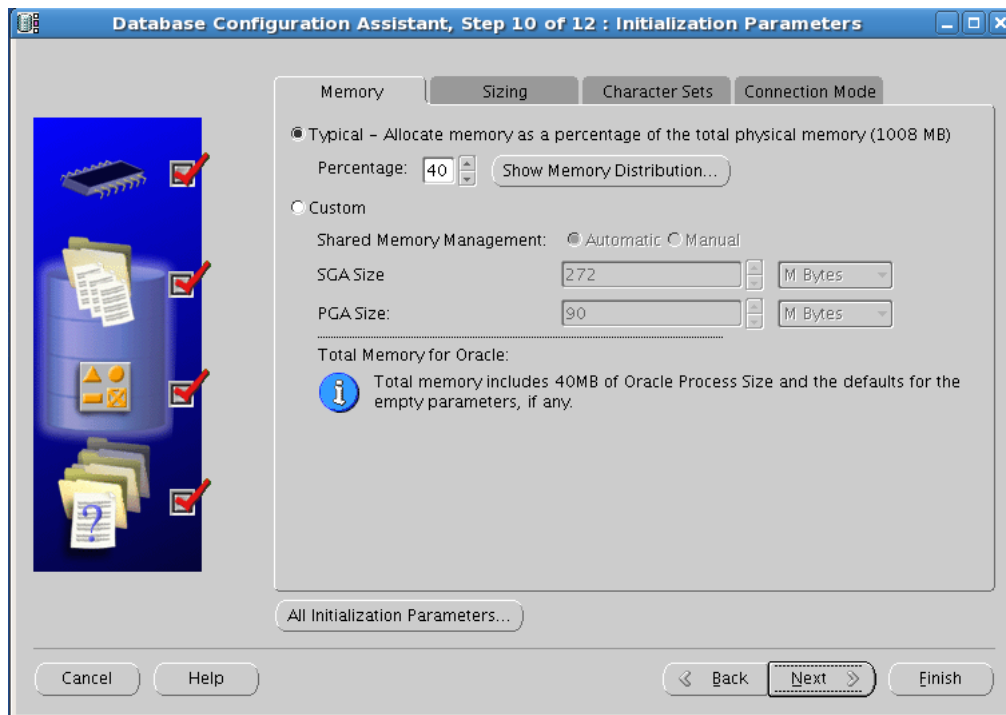 Database Configuration Assistant, Step 10 of 12 : Initialization Parameters
Memory Sizing Character Sets Connection Mode
Typical – Allocate memory as a percentage of the total physical memory (1008 MB)
Percentage: 40 Show Memory Distribution...
Custom
Shared Memory Management: Automatic Manual
SGA Size 272 M Bytes
PGA Size: 90 M Bytes
Total Memory for Oracle:
Total memory includes 40MB of Oracle Process Size and the defaults for the
empty parameters, if any.
?
All Initialization Parameters...
Cancel Help Back Next Finish